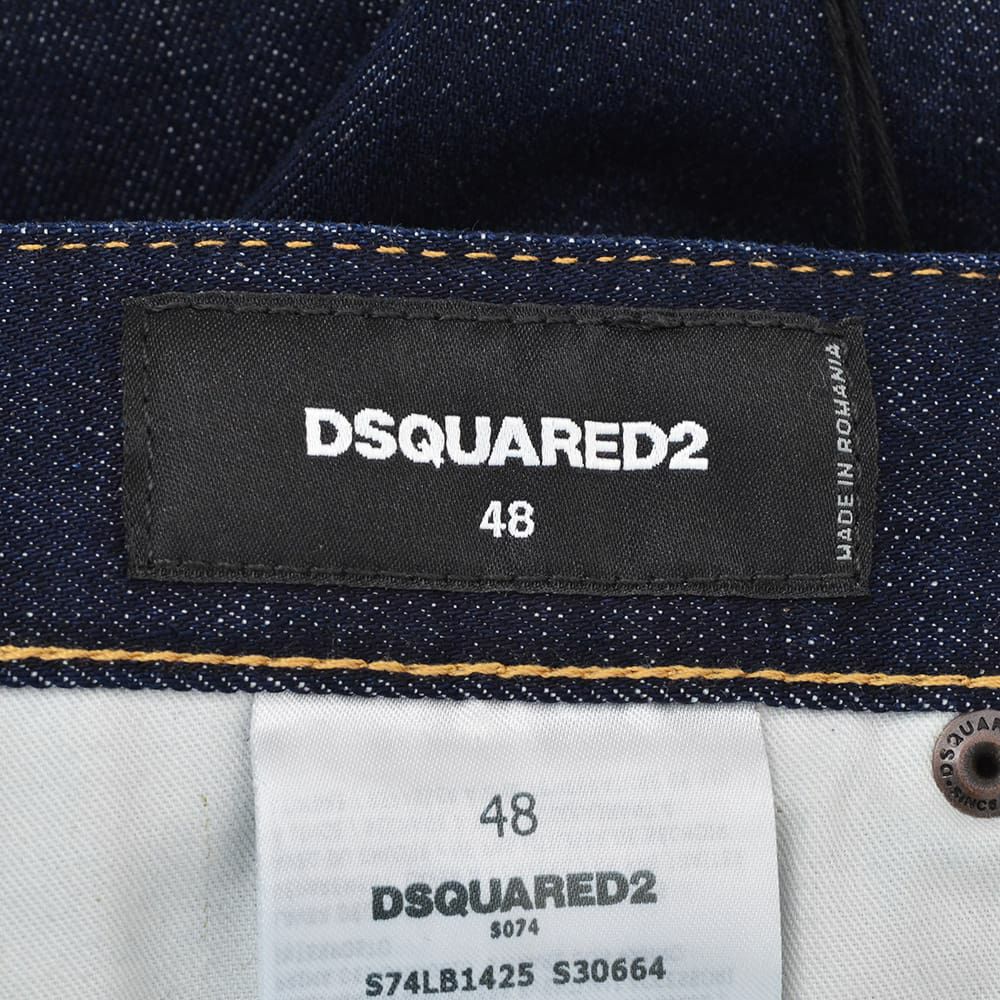 DSQUARED2
48
MADE IN ROMANIA
48
DSQUARED2
S074
S74LB1425 S30664